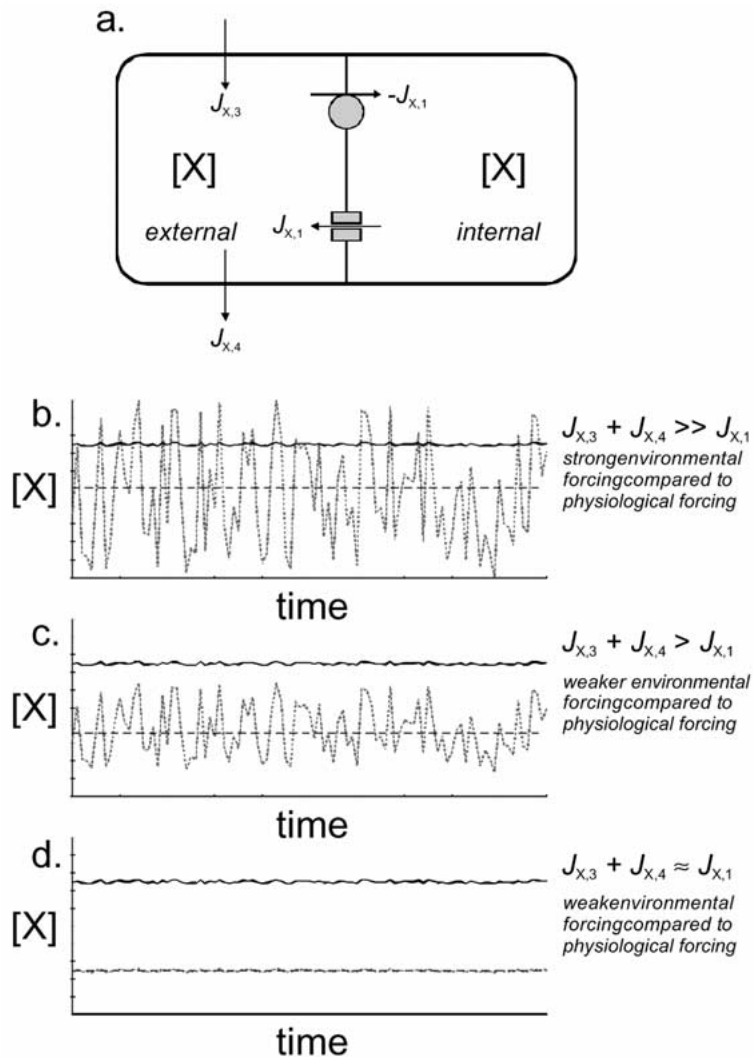 a.
J_X,3
-J_X,1
[X]
[X]
external
J_X,1
internal
J_X,4
b.
[X]
time
J_X,3 + J_X,4 >> J_X,1
strongenvironmental
forcingcompared to
physiological forcing
c.
[X]
time
J_X,3 + J_X,4 > J_X,1
weaker environmental
forcingcompared to
physiological forcing
d.
[X]
time
J_X,3 + J_X,4 ≈ J_X,1
weakenvironmental
forcingcompared to
physiological forcing